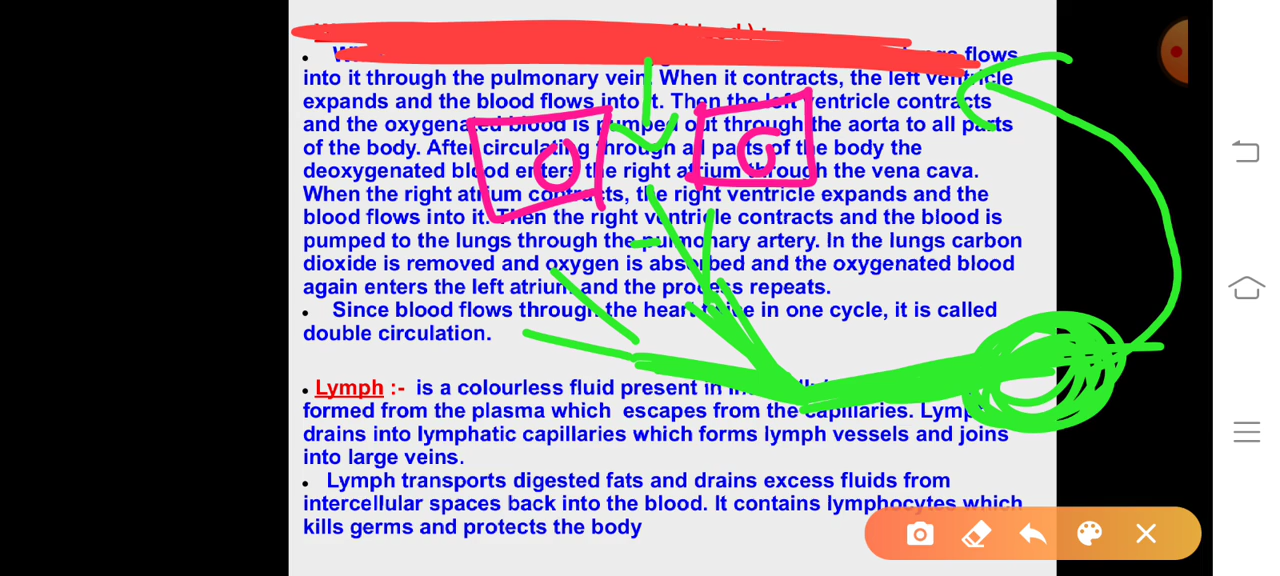 flows
into it through the pulmonary vein. When it contracts, the left ventricle
expands and the blood flows into it. Then the left ventricle contracts
and the oxygenated blood is pumped out through the aorta to all parts
of the body. After circulating through all parts of the body the
deoxygenated blood enters the right atrium through the vena cava.
When the right atrium contracts, the right ventricle expands and the
blood flows into it. Then the right ventricle contracts and the blood is
pumped to the lungs through the pulmonary artery. In the lungs carbon
dioxide is removed and oxygen is absorbed and the oxygenated blood
again enters the left atrium and the process repeats.
• Since blood flows through the heart twice in one cycle, it is called
double circulation.
• Lymph :- is a colourless fluid present in
formed from the plasma which escapes from the capillaries. Lymph
drains into lymphatic capillaries which forms lymph vessels and joins
into large veins.
• Lymph transports digested fats and drains excess fluids from
intercellular spaces back into the blood. It contains lymphocytes which
kills germs and protects the body